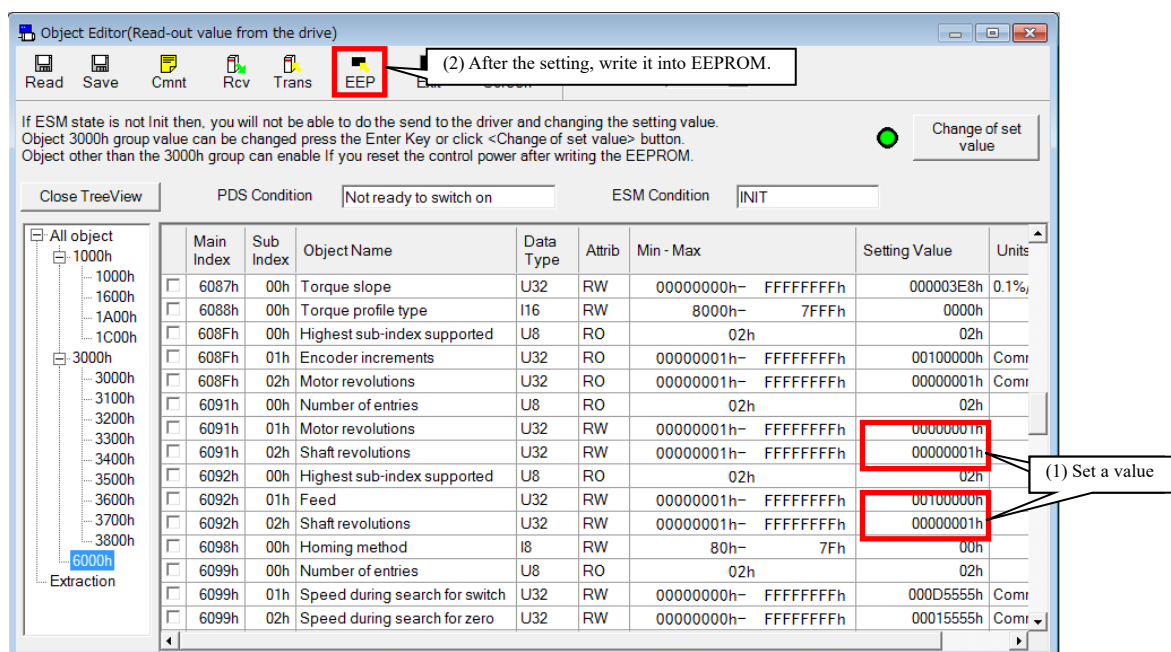 Object Editor(Read-out value from the drive)
Read Save Cmnt Rcv Trans EEP
(2) After the setting, write it into EEPROM.
If ESM state is not Init then, you will not be able to do the send to the driver and changing the setting value.
Object 3000h group value can be changed press the Enter Key or click <Change of set value> button.
Object other than the 3000h group can enable If you reset the control power after writing the EEPROM.
Change of set
value
Close TreeView PDS Condition Not ready to switch on ESM Condition INIT
All object
1000h
1000h
1600h
1A00h
1C00h
3000h
3000h
3100h
3200h
3300h
3400h
3500h
3600h
3700h
3800h
6000h
Extraction
Main Index Sub Index Object Name Data Type Attrib Min - Max Setting Value Units
6087h 00h Torque slope U32 RW 00000000h- FFFFFFFFh 000003E8h 0.1%/
6088h 00h Torque profile type I16 RW 8000h- 7FFFh 0000h
608Fh 00h Highest sub-index supported U8 RO 02h 02h
608Fh 01h Encoder increments U32 RO 00000001h- FFFFFFFFh 00100000h Comr
608Fh 02h Motor revolutions U32 RO 00000001h- FFFFFFFFh 00000001h Comr
6091h 00h Number of entries U8 RO 02h 02h
6091h 01h Motor revolutions U32 RW 00000001h- FFFFFFFFh 00000001h
6091h 02h Shaft revolutions U32 RW 00000001h- FFFFFFFFh 00000001h
6092h 00h Highest sub-index supported U8 RO 02h 02h
6092h 01h Feed U32 RW 00000001h- FFFFFFFFh 00100000h
6092h 02h Shaft revolutions U32 RW 00000001h- FFFFFFFFh 00000001h
6098h 00h Homing method I8 RW 80h- 7Fh 00h
6099h 00h Number of entries U8 RO 02h 02h
6099h 01h Speed during search for switch U32 RW 00000000h- FFFFFFFFh 000D5555h Comr
6099h 02h Speed during search for zero U32 RW 00000000h- FFFFFFFFh 00015555h Comr
(1) Set a value